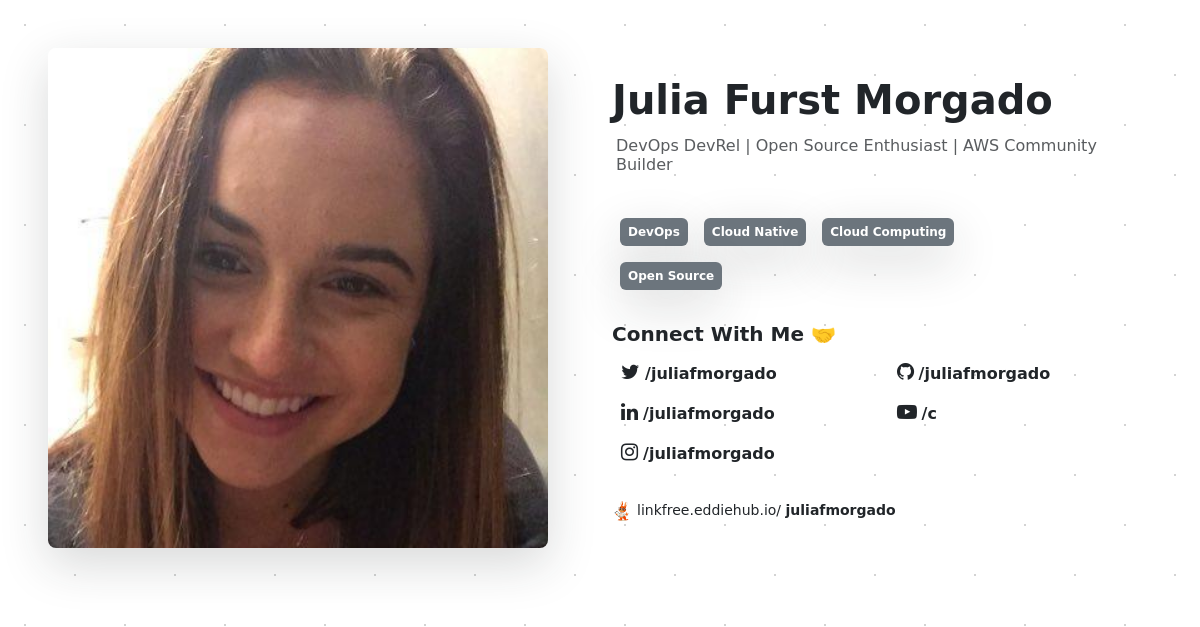 Julia Furst Morgado
DevOps DevRel | Open Source Enthusiast | AWS Community
Builder
DevOps
Cloud Native
Cloud Computing
Open Source
Connect With Me 🤝
/juliafmorgado
/juliafmorgado
/juliafmorgado
/c
/juliafmorgado
linkfree.eddiehub.io/ juliafmorgado